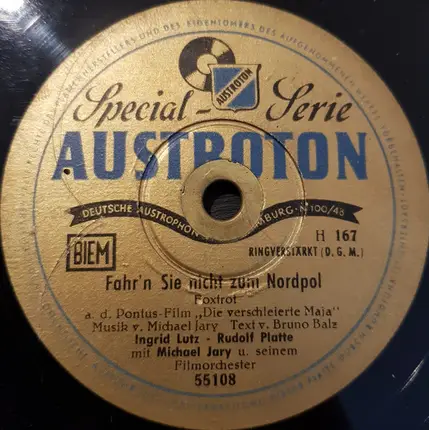 AUSTROTON
Special-Serie
AUSTROTON
DEUTSCHE AUSTROPHON
BURG·N 100/48
BIEM
H 167
RINGVERSTÄRKT (D. G. M.)
Fahr'n Sie nicht zum Nordpol
Foxtrot
a. d. Pontus-Film „Die verschleierte Maja"
Musik v. Michael Jary Text v. Bruno Balz
Ingrid Lutz - Rudolf Platte
mit Michael Jary u. seinem
Filmorchester
55108